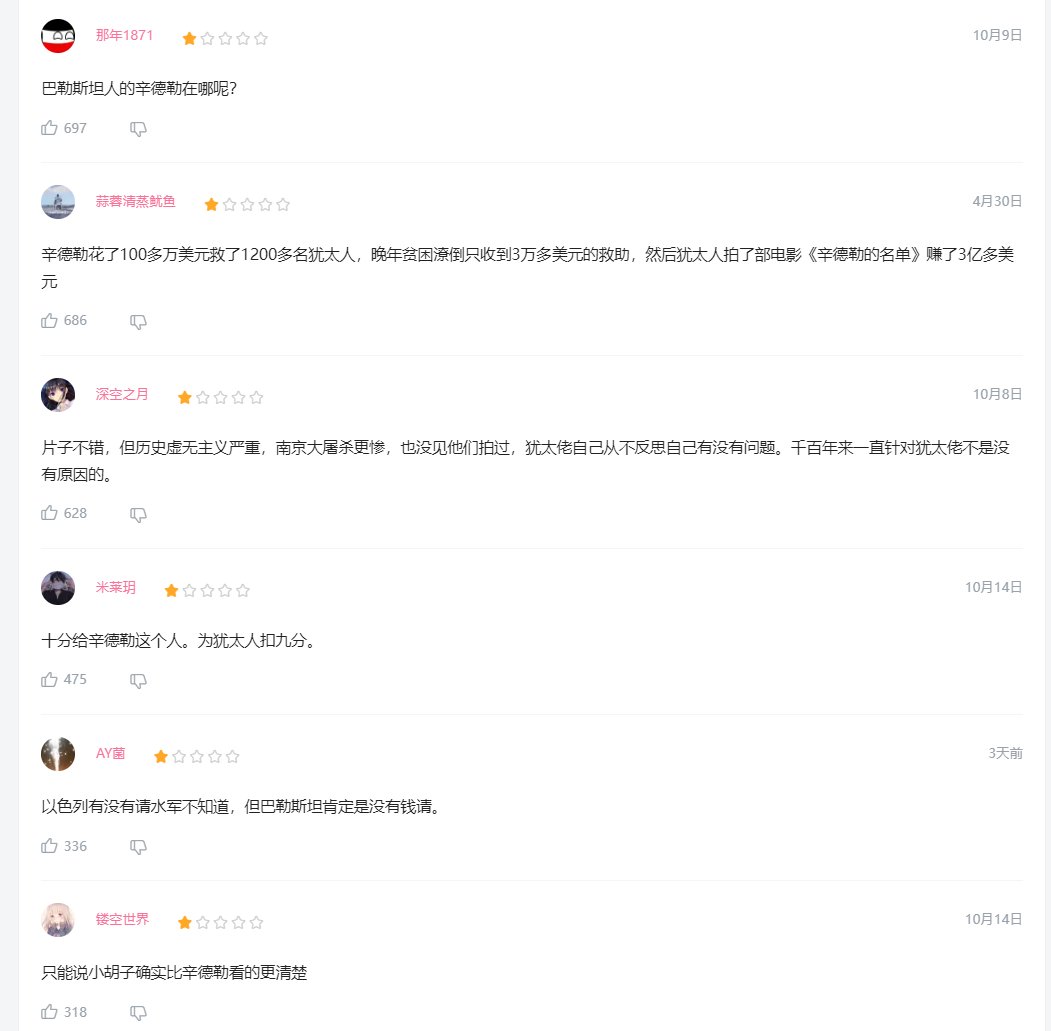 那年1871
10月9日
巴勒斯坦人的辛德勒在哪呢？
697
蒜蓉清蒸鱿鱼
4月30日
辛德勒花了100多万美元救了1200多名犹太人，晚年贫困潦倒只收到3万多美元的救助，然后犹太人拍了部电影《辛德勒的名单》赚了3亿多美
元
686
深空之月
10月8日
片子不错，但历史虚无主义严重，南京大屠杀更惨，也没见他们拍过，犹太佬自己从不反思自己有没有问题。千百年来一直针对犹太佬不是没
有原因的。
628
米莱玥
10月14日
十分给辛德勒这个人。为犹太人扣九分。
475
AY菌
3天前
以色列有没有请水军不知道，但巴勒斯坦肯定是没有钱请。
336
镂空世界
10月14日
只能说小胡子确实比辛德勒看的更清楚
318